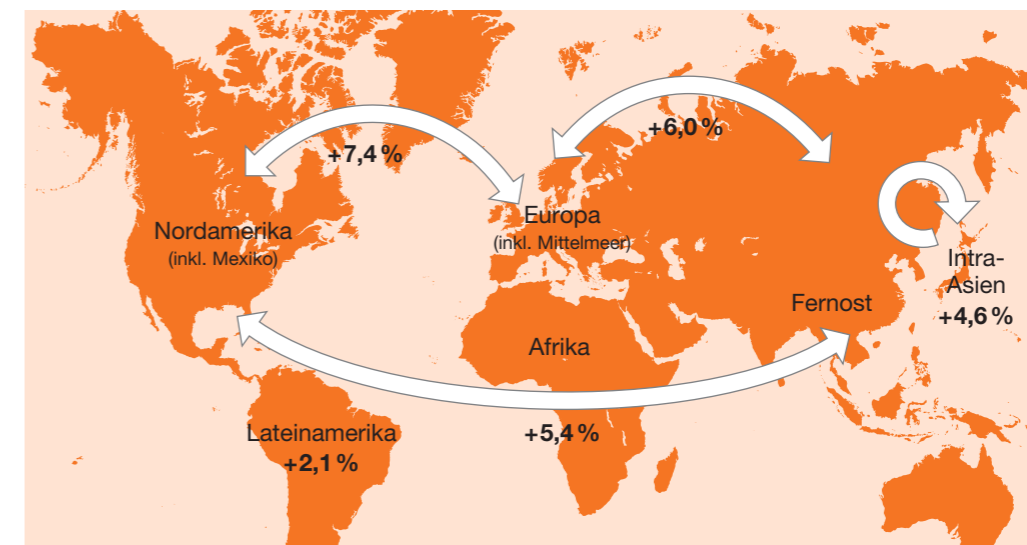 +6,0 %
+7,4 %
Nordamerika
(inkl. Mexiko)
Europa
(inkl. Mittelmeer)
Intra-
Asien
+4,6 %
Fernost
Afrika
+5,4 %
Lateinamerika
+2,1 %